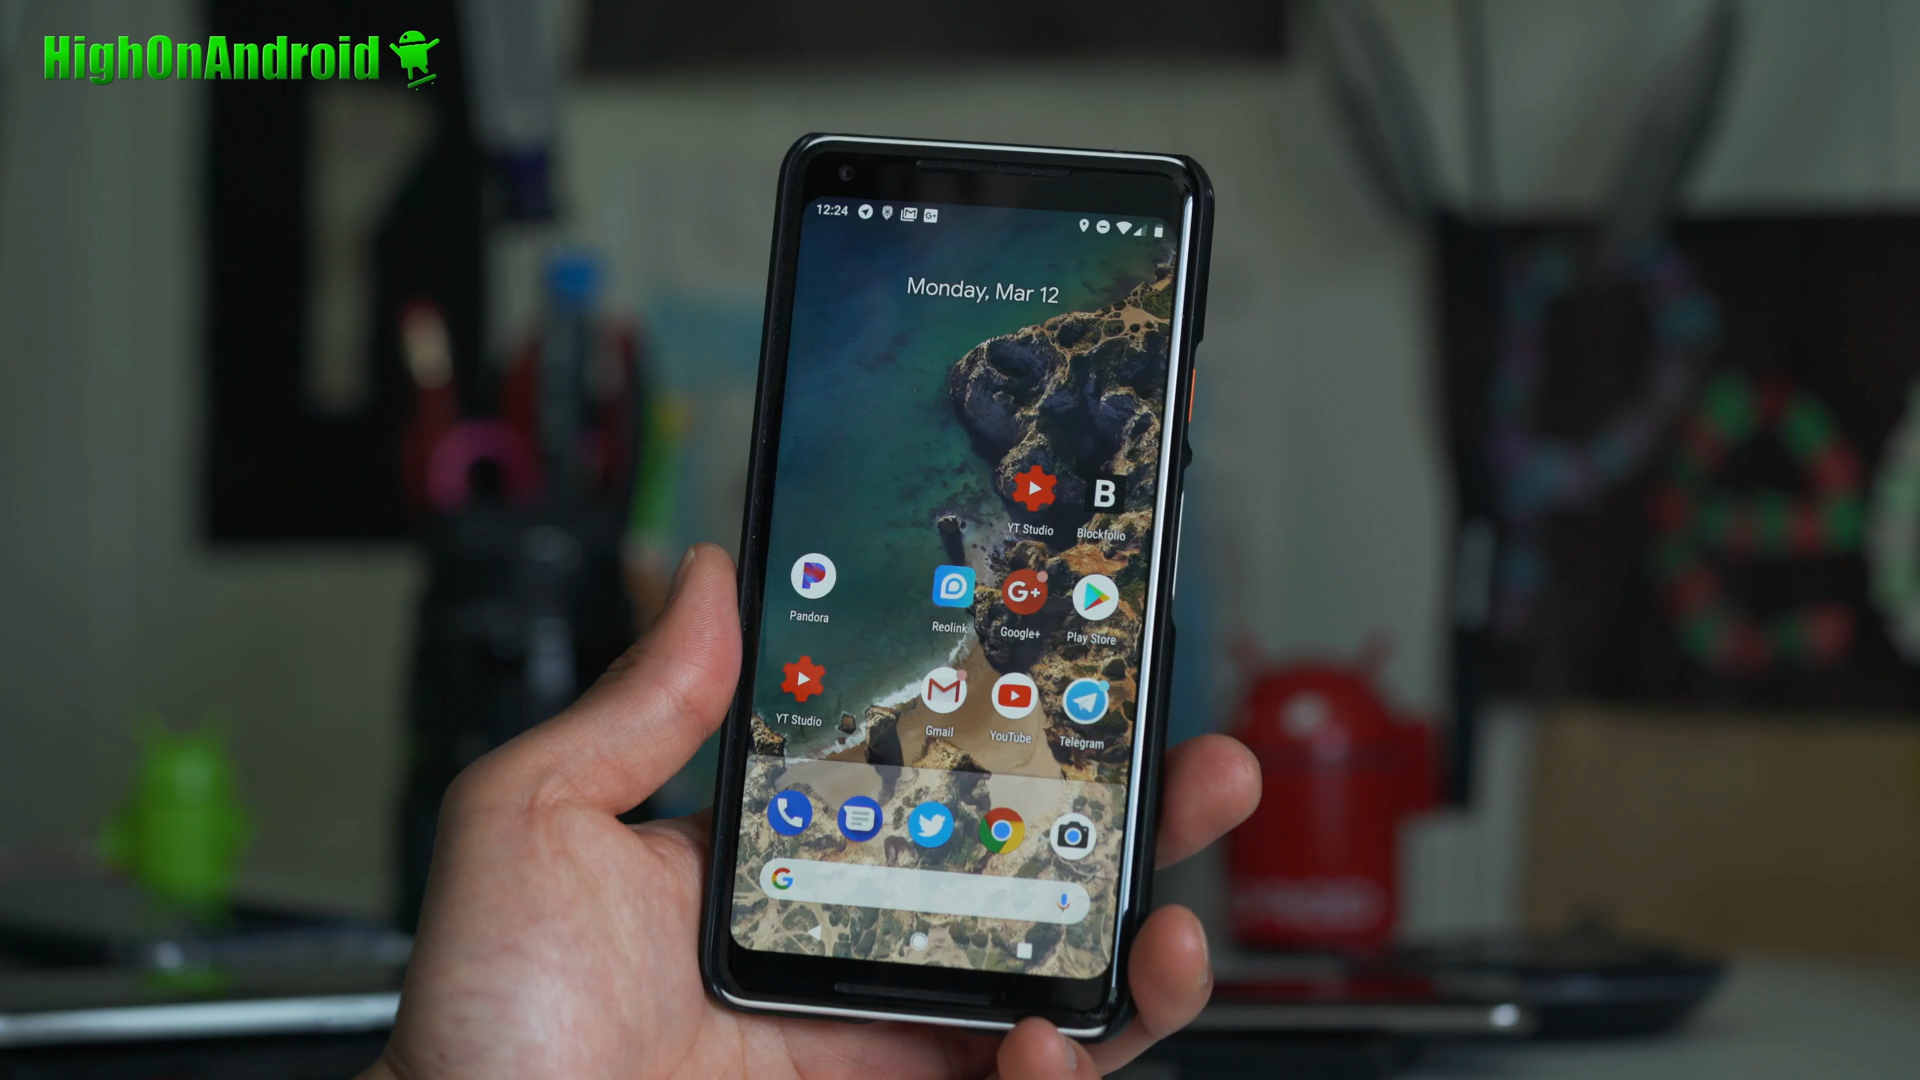 HighOnAndroid
12:24
Monday, Mar 12
YT Studio
B
Blockfolio
Pandora
Reolink
G+
Google+
Play Store
YT Studio
Gmail
YouTube
Telegram
G